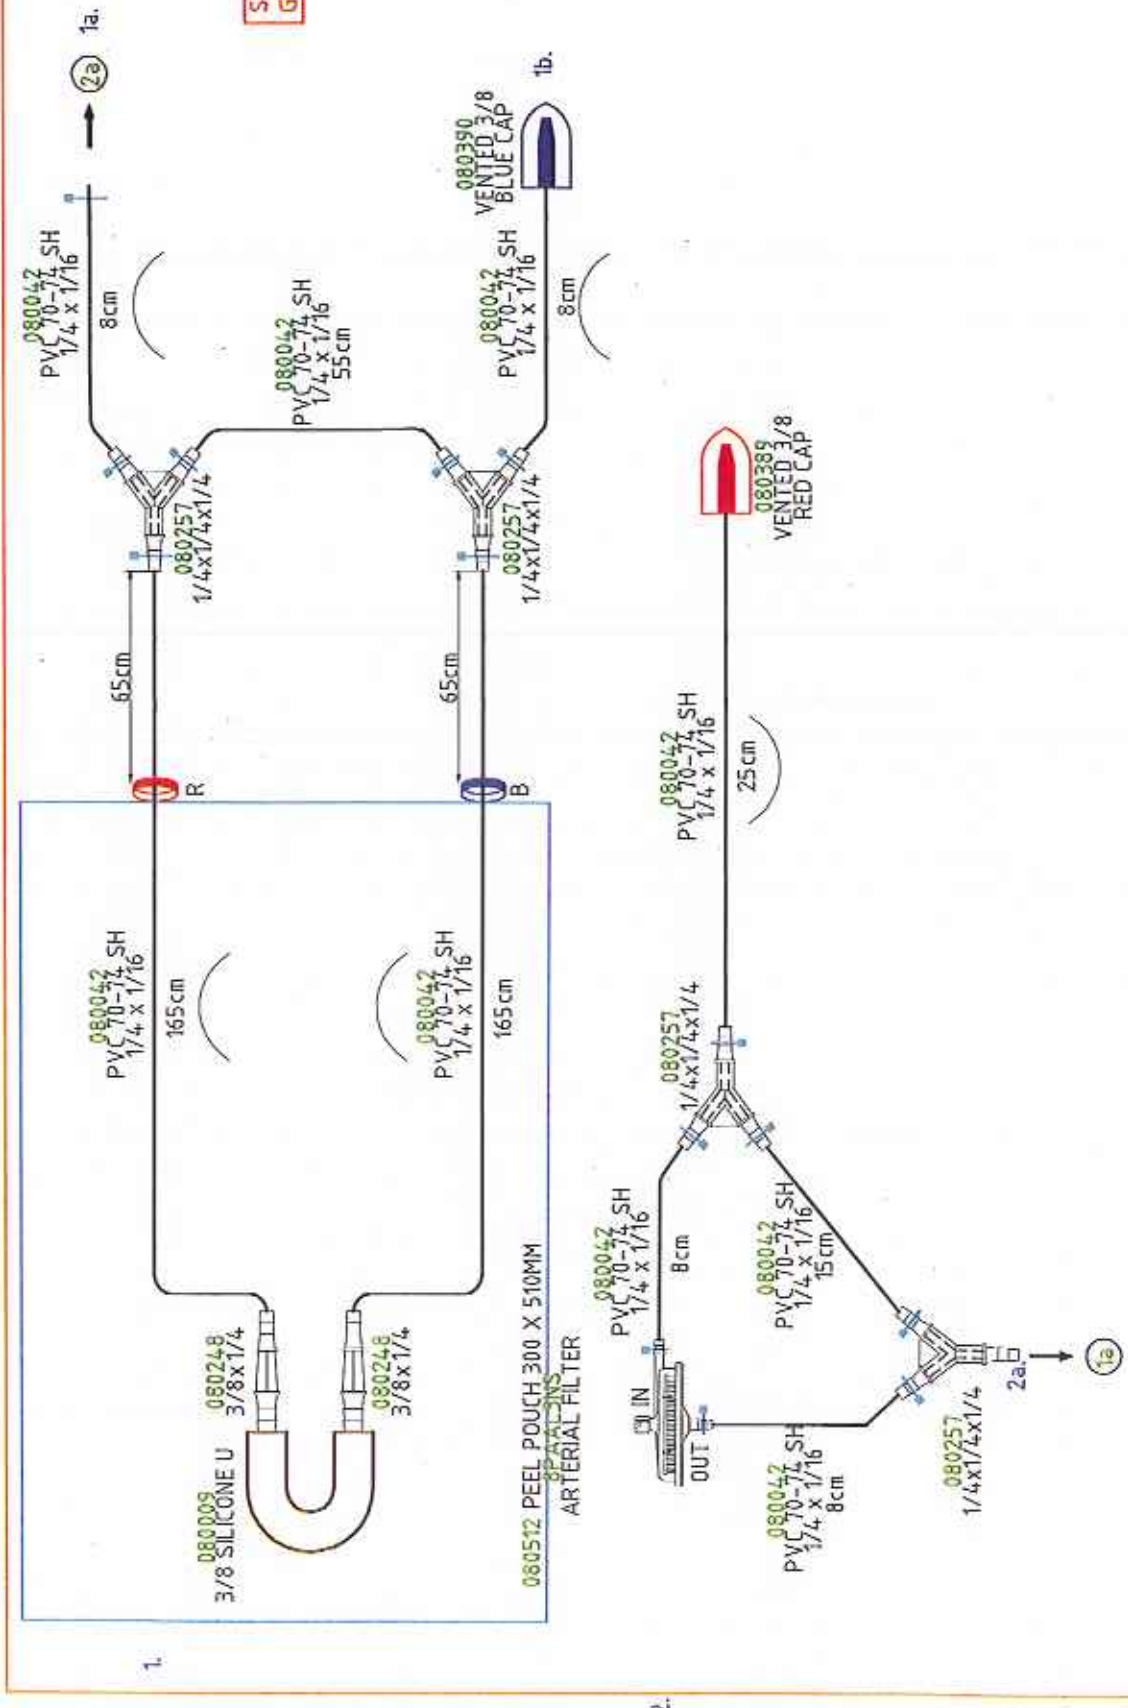 1.
080009
3/8 SILICONE U
080248
3/8x1/4
080248
3/8x1/4
080042
PVC 70-74 SH
1/4 x 1/16
165cm
080042
PVC 70-74 SH
1/4 x 1/16
165cm
R
B
65cm
65cm
080257
1/4x1/4x1/4
080257
1/4x1/4x1/4
080042
PVC 70-74 SH
1/4 x 1/16
8cm
2a
1a.
080042
PVC 70-74 SH
1/4 x 1/16
55cm
080042
PVC 70-74 SH
1/4 x 1/16
8cm
080390
VENTED 3/8
BLUE CAP
1b.
S
G
080512 PEEL POUCH 300 X 510MM
ARTERIAL FILTER
IN
OUT
080042
PVC 70-74 SH
1/4 x 1/16
8cm
080042
PVC 70-74 SH
1/4 x 1/16
15cm
080042
PVC 70-74 SH
1/4 x 1/16
8cm
080257
1/4x1/4x1/4
2a.
1a
080257
1/4x1/4x1/4
080042
PVC 70-74 SH
1/4 x 1/16
25cm
080389
VENTED 3/8
RED CAP